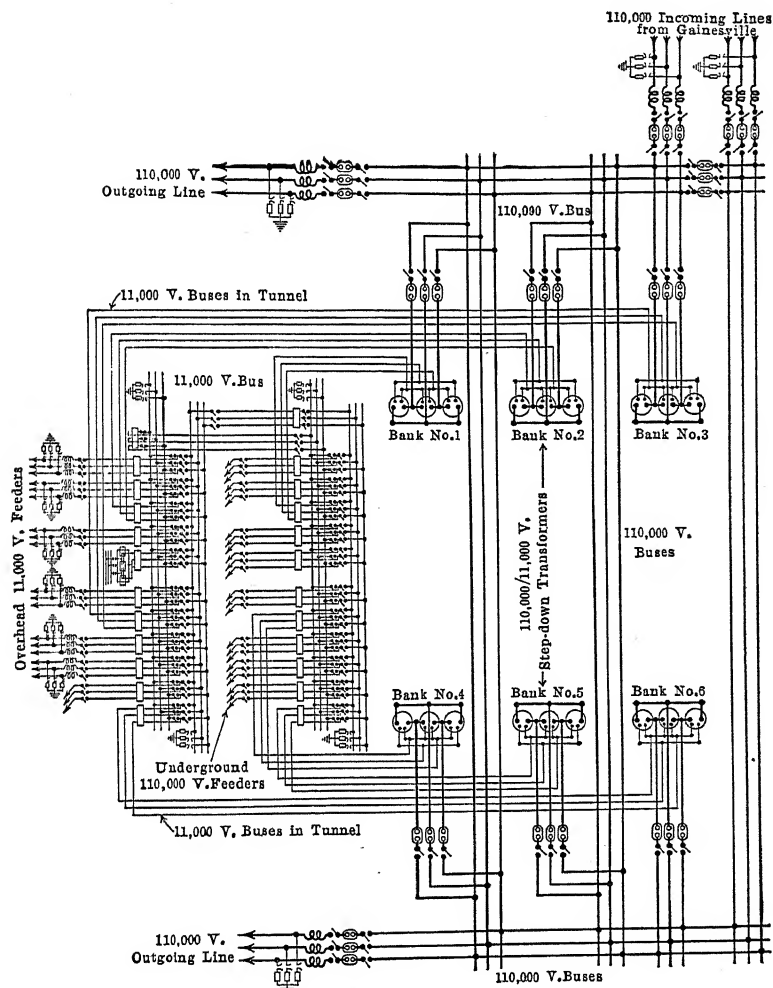 110,000 Incoming Lines
from Gainesville
110,000 V.
Outgoing Line
110,000 V.Bus
11,000 V. Buses in Tunnel
11,000 V.Bus
Bank No.1
Bank No.2
Bank No.3
Overhead 11,000 V. Feeders
110,000/11,000 V.
Step-down Transformers
110,000 V.
Buses
Bank No.4
Bank No.5
Bank No.6
Underground
110,000 V.Feeders
11,000 V. Buses in Tunnel
110,000 V.
Outgoing Line
110,000 V.Buses